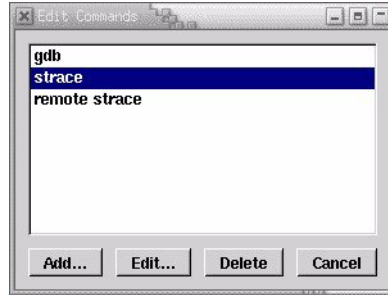 Edit Commands
gdb
strace
remote strace
Add... Edit... Delete Cancel